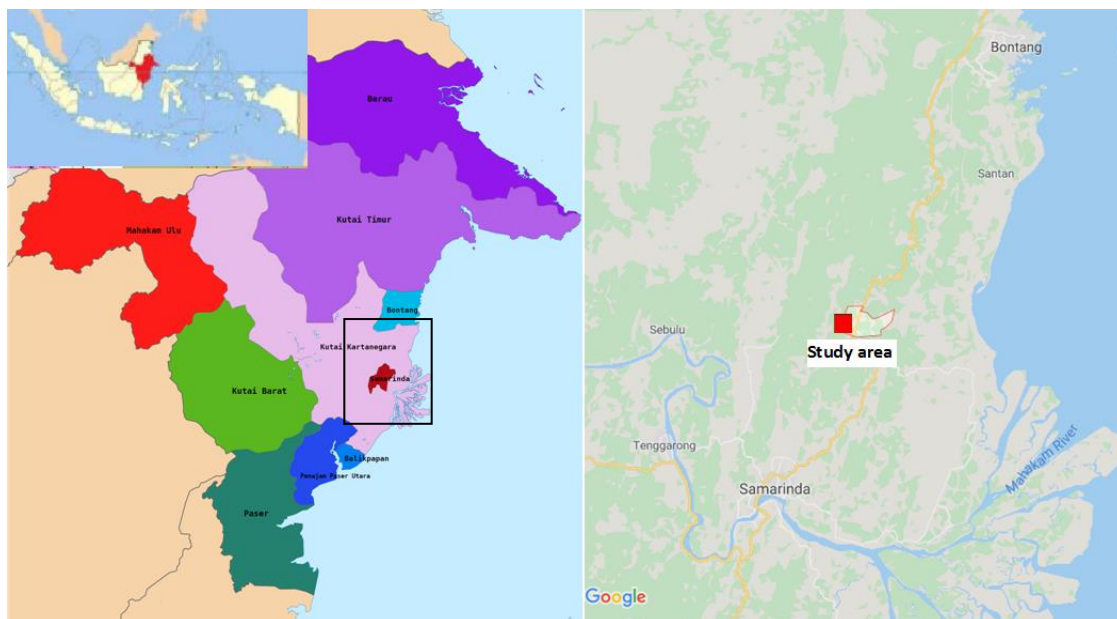 Berau
Kutai Timur
Mahakam Ulu
Bontang
Kutai Kartanegara
Samarinda
Kutai Barat
Balikpapan
Penajam Paser Utara
Paser
Bontang
Santan
Sebulu
Study area
Tenggarong
Samarinda
Mahakam River
Google